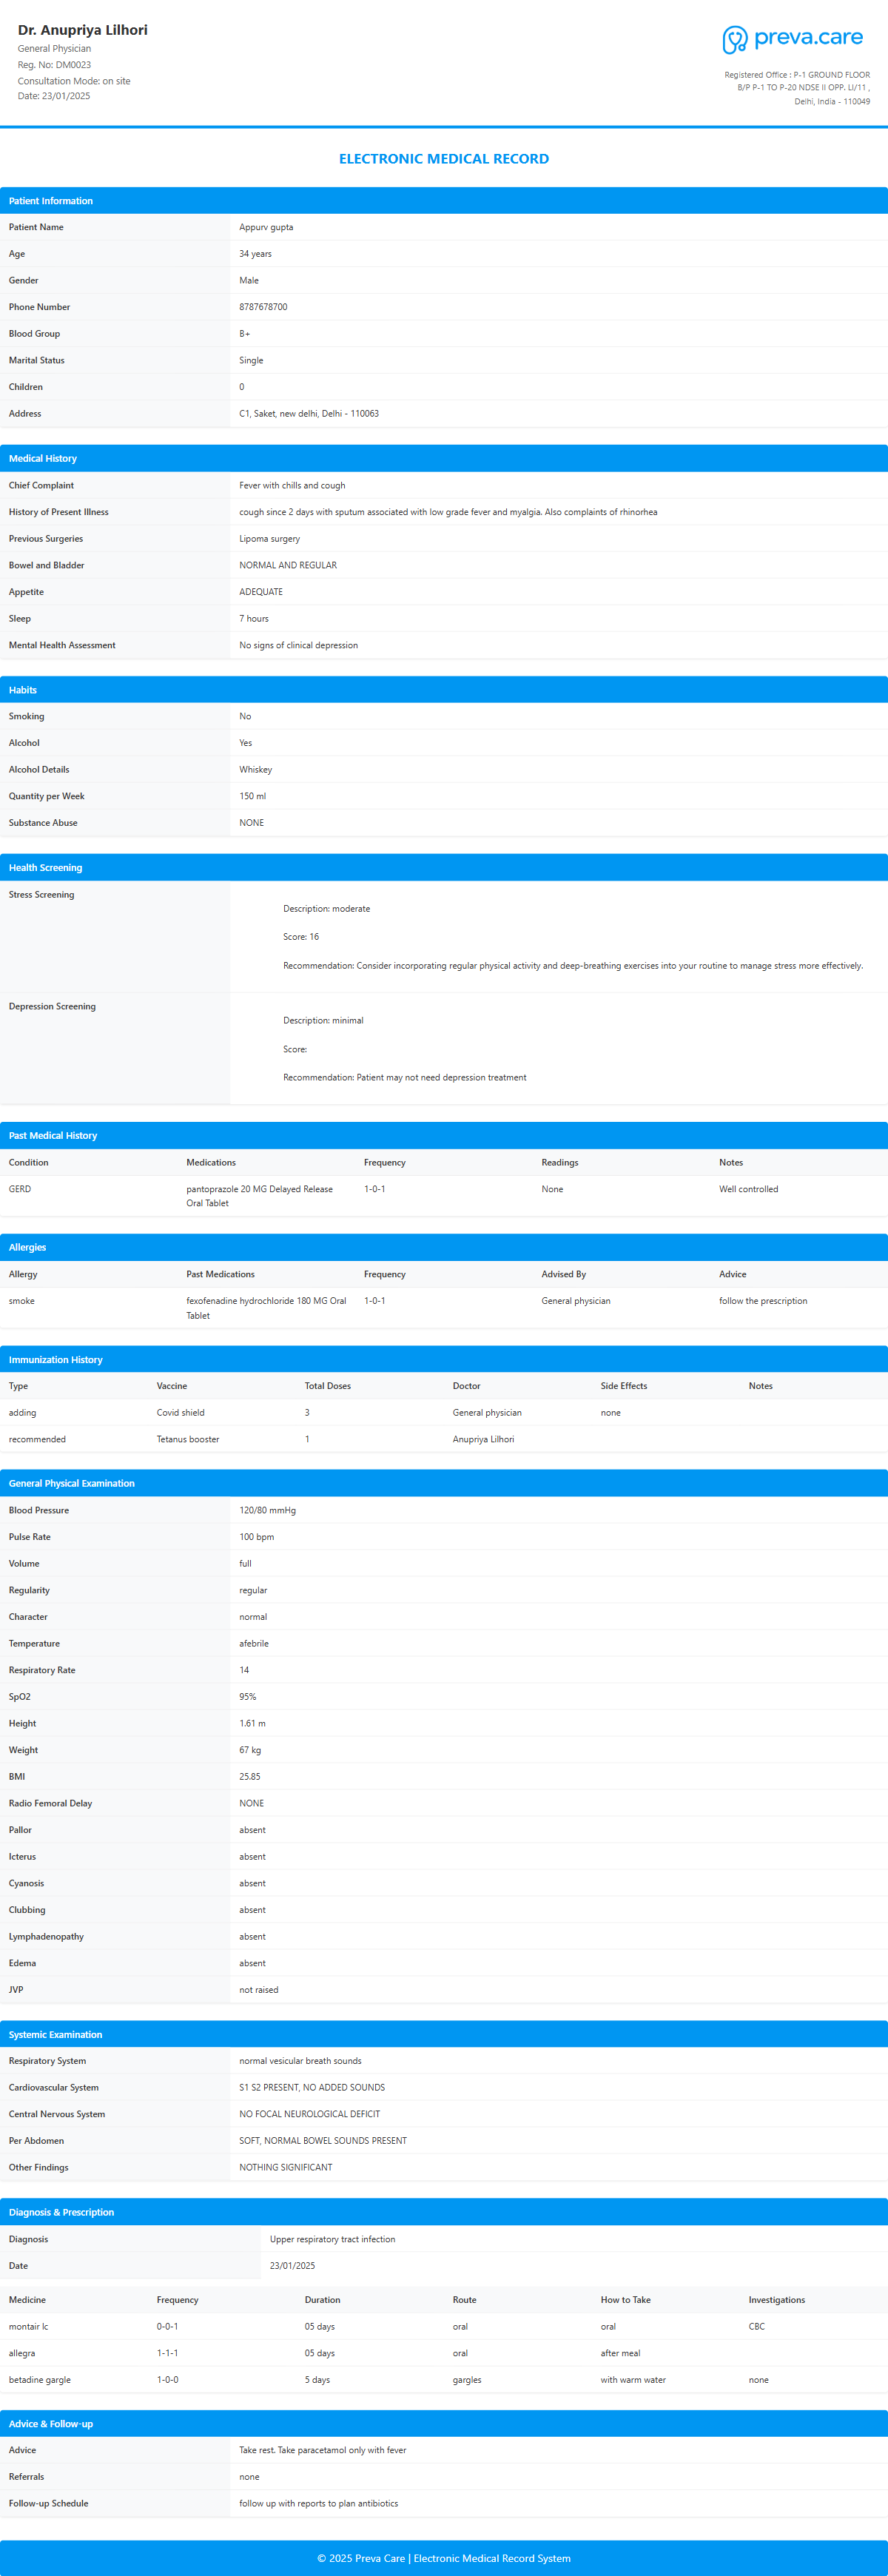 Dr. Anupriya Lilhori
General Physician
Reg. No: DM0023
Consultation Mode: on site
Date: 23/01/2025
preva.care
Registered Office : P-1 GROUND FLOOR
B/P P-1 TO P-20 NDSE II OPP. LI/11 ,
Delhi, India - 110049
ELECTRONIC MEDICAL RECORD
Patient Information
Patient Name Appurv gupta
Age 34 years
Gender Male
Phone Number 8787678700
Blood Group B+
Marital Status Single
Children 0
Address C1, Saket, new delhi, Delhi - 110063
Medical History
Chief Complaint Fever with chills and cough
History of Present Illness cough since 2 days with sputum associated with low grade fever and myalgia. Also complaints of rhinorhea
Previous Surgeries Lipoma surgery
Bowel and Bladder NORMAL AND REGULAR
Appetite ADEQUATE
Sleep 7 hours
Mental Health Assessment No signs of clinical depression
Habits
Smoking No
Alcohol Yes
Alcohol Details Whiskey
Quantity per Week 150 ml
Substance Abuse NONE
Health Screening
Stress Screening
Description: moderate
Score: 16
Recommendation: Consider incorporating regular physical activity and deep-breathing exercises into your routine to manage stress more effectively.
Depression Screening
Description: minimal
Score:
Recommendation: Patient may not need depression treatment
Past Medical History
Condition Medications Frequency Readings Notes
GERD pantoprazole 20 MG Delayed Release 1-0-1 None Well controlled
Oral Tablet
Allergies
Allergy Past Medications Frequency Advised By Advice
smoke fexofenadine hydrochloride 180 MG Oral 1-0-1 General physician follow the prescription
Tablet
Immunization History
Type Vaccine Total Doses Doctor Side Effects Notes
adding Covid shield 3 General physician none
recommended Tetanus booster 1 Anupriya Lilhori
General Physical Examination
Blood Pressure 120/80 mmHg
Pulse Rate 100 bpm
Volume full
Regularity regular
Character normal
Temperature afebrile
Respiratory Rate 14
SpO2 95%
Height 1.61 m
Weight 67 kg
BMI 25.85
Radio Femoral Delay NONE
Pallor absent
Icterus absent
Cyanosis absent
Clubbing absent
Lymphadenopathy absent
Edema absent
JVP not raised
Systemic Examination
Respiratory System normal vesicular breath sounds
Cardiovascular System S1 S2 PRESENT, NO ADDED SOUNDS
Central Nervous System NO FOCAL NEUROLOGICAL DEFICIT
Per Abdomen SOFT, NORMAL BOWEL SOUNDS PRESENT
Other Findings NOTHING SIGNIFICANT
Diagnosis & Prescription
Diagnosis Upper respiratory tract infection
Date 23/01/2025
Medicine Frequency Duration Route How to Take Investigations
montair lc 0-0-1 05 days oral oral CBC
allegra 1-1-1 05 days oral after meal
betadine gargle 1-0-0 5 days gargles with warm water none
Advice & Follow-up
Advice Take rest. Take paracetamol only with fever
Referrals none
Follow-up Schedule follow up with reports to plan antibiotics
© 2025 Preva Care | Electronic Medical Record System